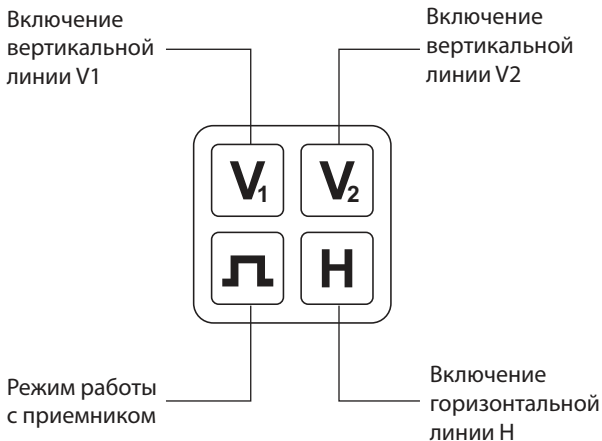 Включение
вертикальной
линии V1
Включение
вертикальной
линии V2
V1
V2
H
Режим работы
с приемником
Включение
горизонтальной
линии H